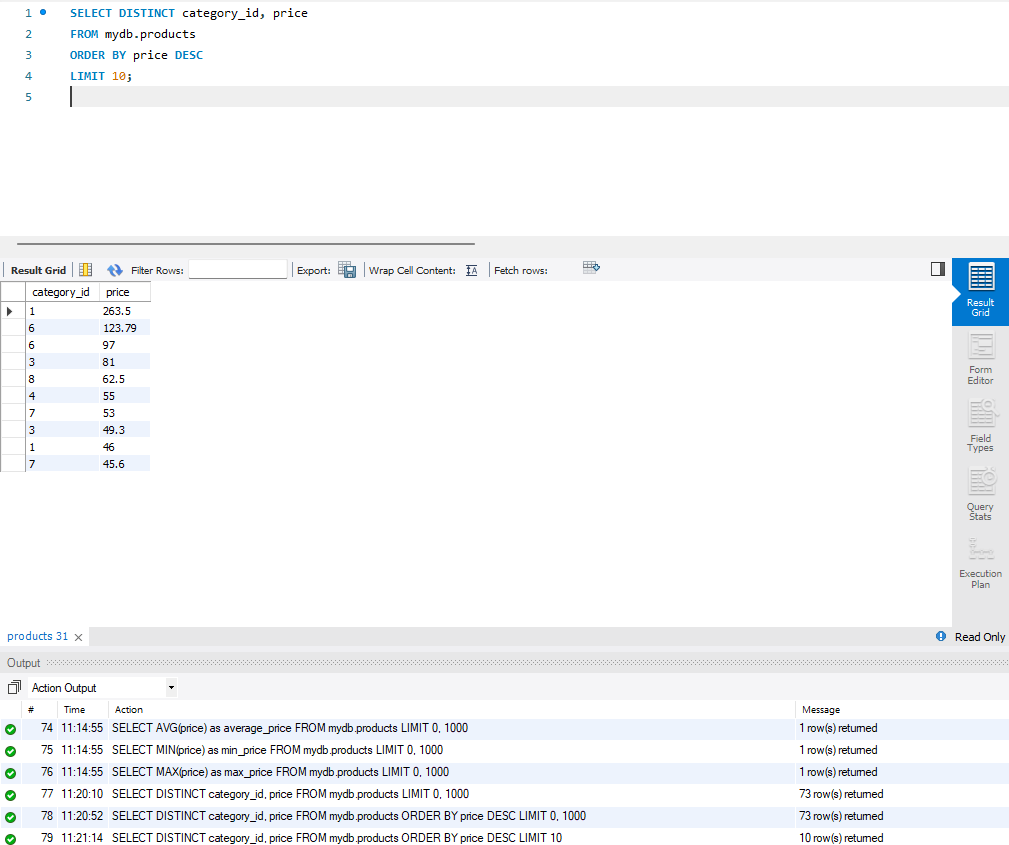 1 SELECT DISTINCT category_id, price
2 FROM mydb.products
3 ORDER BY price DESC
4 LIMIT 10;
5
Result Grid Filter Rows: Export: Wrap Cell Content: IA Fetch rows:
category_id price
1 263.5
6 123.79
6 97
3 81
8 62.5
4 55
7 53
3 49.3
1 46
7 45.6
Result
Grid
Form
Editor
Field
Types
Query
Stats
Execution
Plan
products 31 Read Only
Output
Action Output
# Time Action Message
74 11:14:55 SELECT AVG(price) as average_price FROM mydb.products LIMIT 0, 1000 1 row(s) returned
75 11:14:55 SELECT MIN(price) as min_price FROM mydb.products LIMIT 0, 1000 1 row(s) returned
76 11:14:55 SELECT MAX(price) as max_price FROM mydb.products LIMIT 0, 1000 1 row(s) returned
77 11:20:10 SELECT DISTINCT category_id, price FROM mydb.products LIMIT 0, 1000 73 row(s) returned
78 11:20:52 SELECT DISTINCT category_id, price FROM mydb.products ORDER BY price DESC LIMIT 0, 1000 73 row(s) returned
79 11:21:14 SELECT DISTINCT category_id, price FROM mydb.products ORDER BY price DESC LIMIT 10 10 row(s) returned